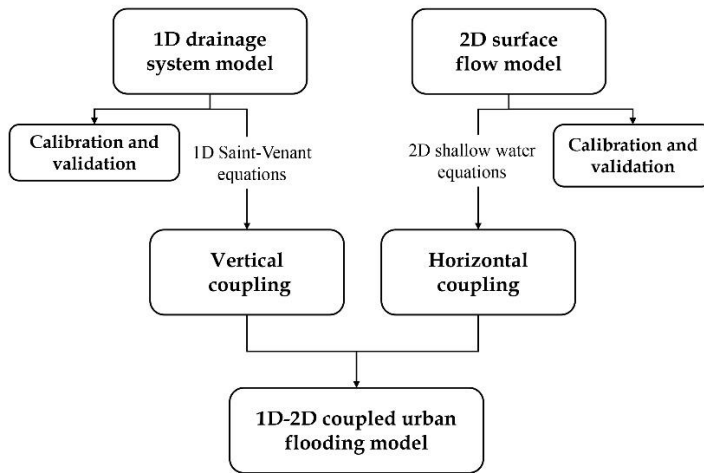 1D drainage
system model
2D surface
flow model
Calibration and
validation
1D Saint-Venant
equations
2D shallow water
equations
Calibration and
validation
Vertical
coupling
Horizontal
coupling
1D-2D coupled urban
flooding model